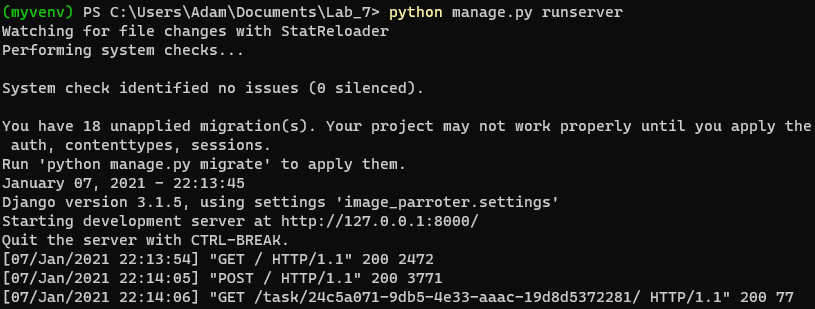 (myvenv) PS C:\Users\Adam\Documents\Lab_7> python manage.py runserver
Watching for file changes with StatReloader
Performing system checks...
System check identified no issues (0 silenced).
You have 18 unapplied migration(s). Your project may not work properly until you apply the
 auth, contenttypes, sessions.
Run 'python manage.py migrate' to apply them.
January 07, 2021 - 22:13:45
Django version 3.1.5, using settings 'image_parroter.settings'
Starting development server at http://127.0.0.1:8000/
Quit the server with CTRL-BREAK.
[07/Jan/2021 22:13:54] "GET / HTTP/1.1" 200 2472
[07/Jan/2021 22:14:05] "POST / HTTP/1.1" 200 3771
[07/Jan/2021 22:14:06] "GET /task/24c5a071-9db5-4e33-aaac-19d8d5372281/ HTTP/1.1" 200 77